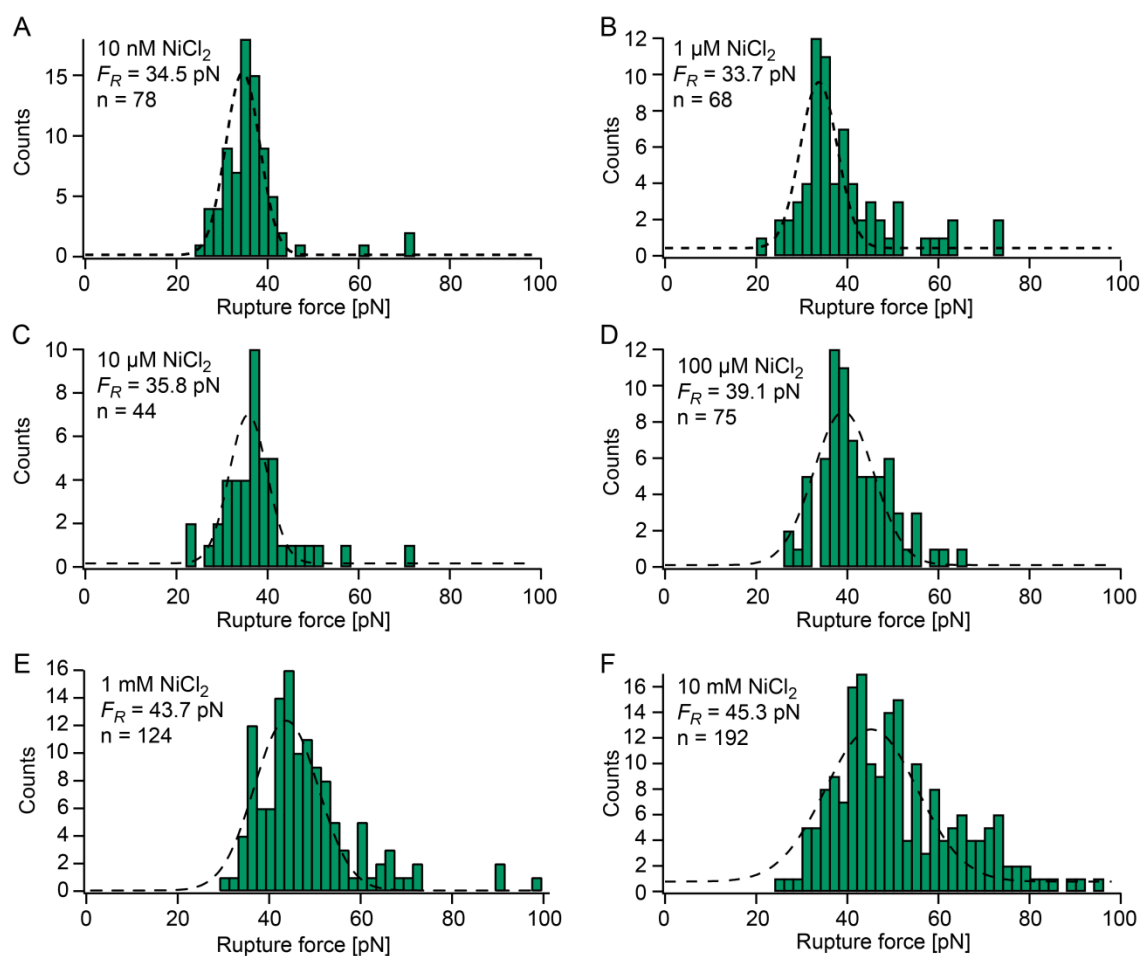 A
10 nM NiCl2
FR = 34.5 pN
n = 78
Counts
15
10
5
0
0 20 40 60 80 100
Rupture force [pN]
B
1 µM NiCl2
FR = 33.7 pN
n = 68
Counts
12
10
8
6
4
2
0
0 20 40 60 80 100
Rupture force [pN]
C
10 µM NiCl2
FR = 35.8 pN
n = 44
Counts
10
8
6
4
2
0
0 20 40 60 80 100
Rupture force [pN]
D
100 µM NiCl2
FR = 39.1 pN
n = 75
Counts
12
10
8
6
4
2
0
0 20 40 60 80 100
Rupture force [pN]
E
1 mM NiCl2
FR = 43.7 pN
n = 124
Counts
16
14
12
10
8
6
4
2
0
0 20 40 60 80 100
Rupture force [pN]
F
10 mM NiCl2
FR = 45.3 pN
n = 192
Counts
16
14
12
10
8
6
4
2
0
0 20 40 60 80 100
Rupture force [pN]